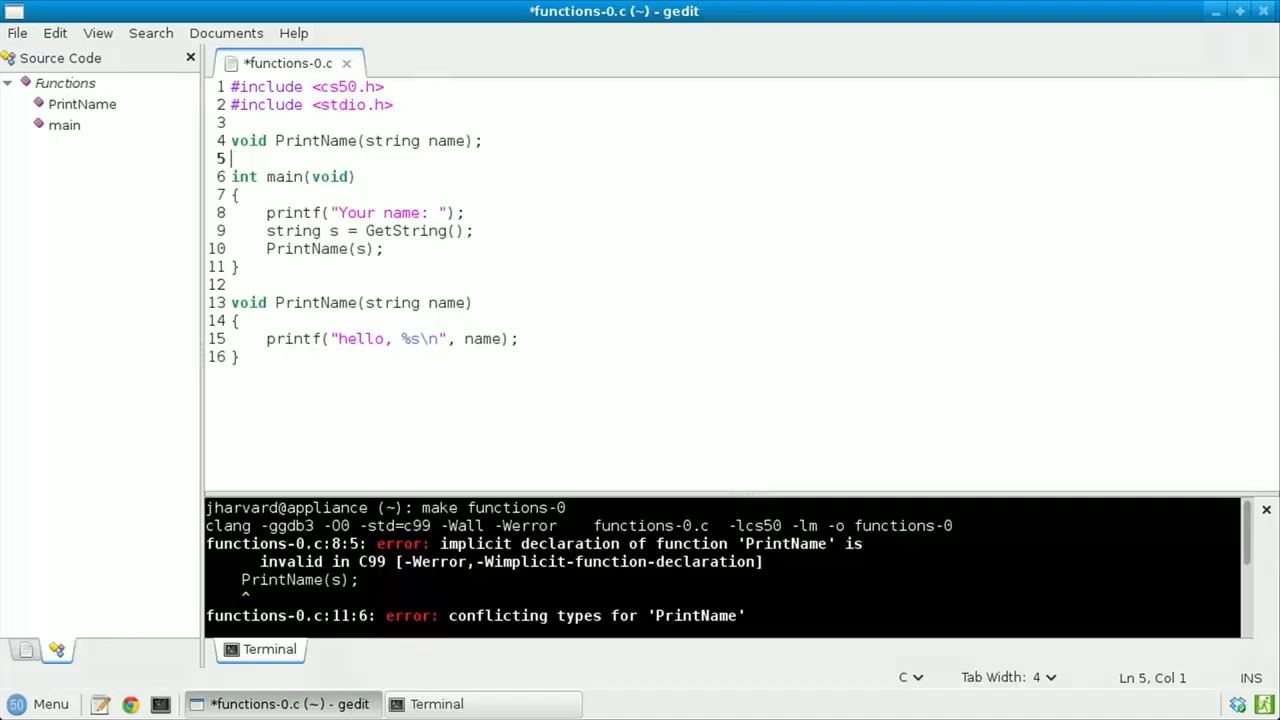 *functions-0.c (~) - gedit
File Edit View Search Documents Help
Source Code
*functions-0.c
Functions
PrintName
main
1 #include <cs50.h>
2 #include <stdio.h>
3
4 void PrintName(string name);
5
6 int main(void)
7 {
8     printf("Your name: ");
9     string s = GetString();
10     PrintName(s);
11 }
12
13 void PrintName(string name)
14 {
15     printf("hello, %s\n", name);
16 }
jharvard@appliance (~): make functions-0
clang -ggdb3 -O0 -std=c99 -Wall -Werror    functions-0.c  -lcs50 -lm -o functions-0
functions-0.c:8:5: error: implicit declaration of function 'PrintName' is
      invalid in C99 [-Werror,-Wimplicit-function-declaration]
    PrintName(s);
    ^
functions-0.c:11:6: error: conflicting types for 'PrintName'
Terminal
C Tab Width: 4 Ln 5, Col 1 INS
50 Menu *functions-0.c (~) - gedit Terminal